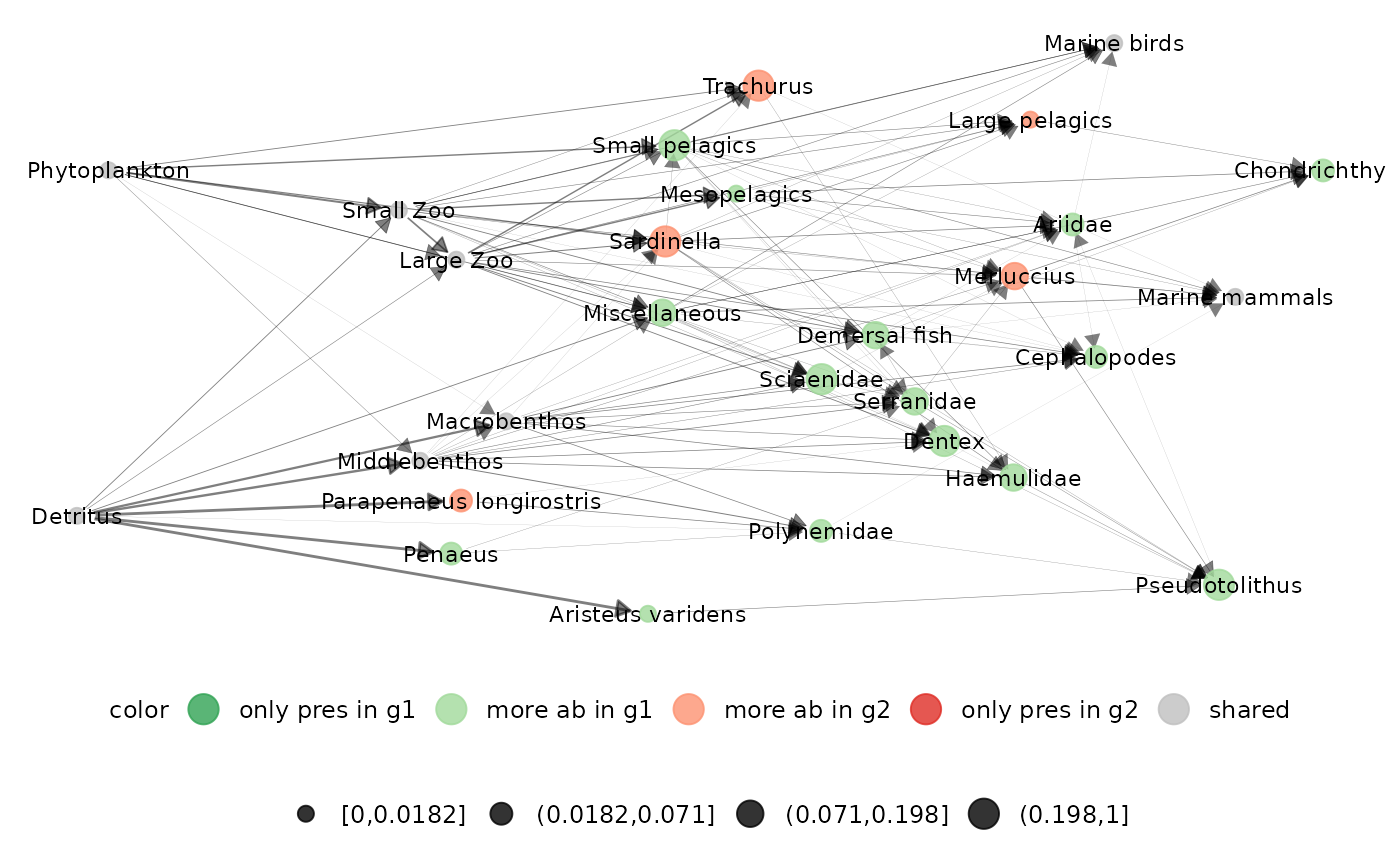 Marine birds
Trachurus
Large pelagics
Small pelagics
Phytoplankton
Chondrichthy
Mesopelagics
Small Zoo
Ariidae
Sardinella
Large Zoo
Merluccius
Marine mammals
Miscellaneous
Demersal fish
Cephalopodes
Sciaenidae
Serranidae
Macrobenthos
Dentex
Middlebenthos
Haemulidae
Parapenaeus longirostris
Detritus
Polynemidae
Penaeus
Pseudotolithus
Aristeus varidens
color only pres in g1 more ab in g1 more ab in g2 only pres in g2 shared
[0,0.0182] (0.0182,0.071] (0.071,0.198] (0.198,1]